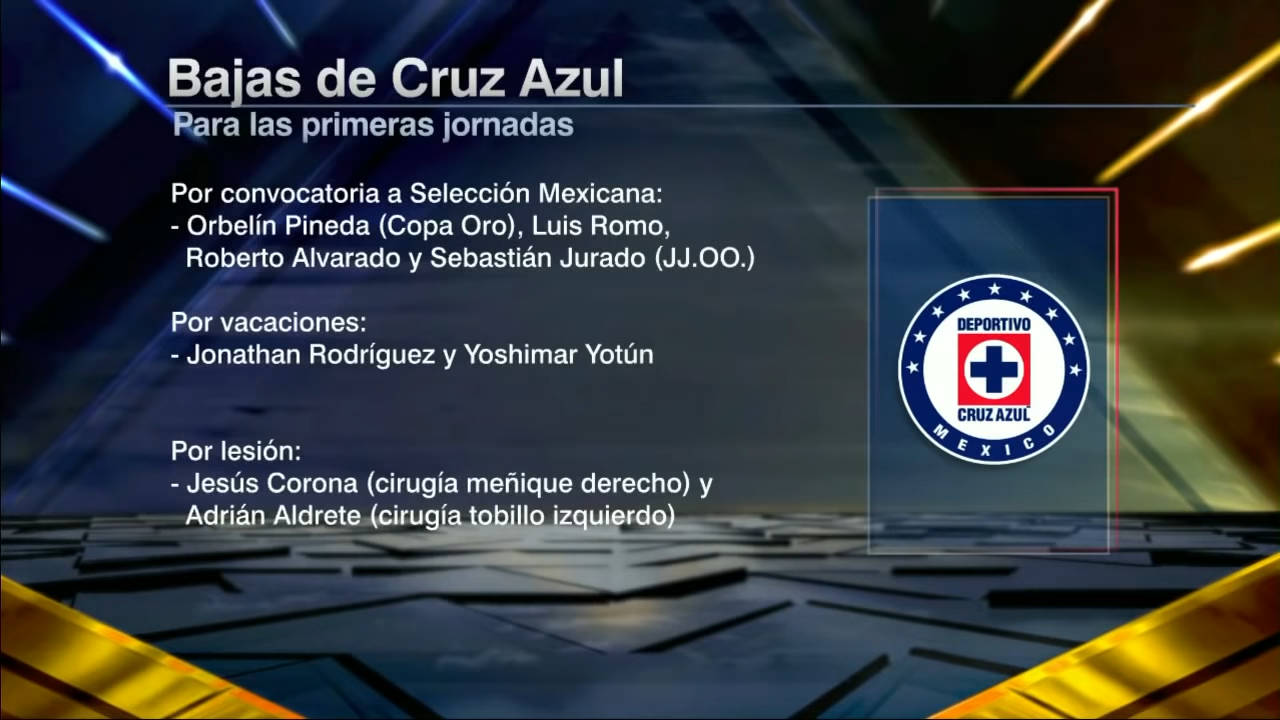 Bajas de Cruz Azul
Para las primeras jornadas
Por convocatoria a Selección Mexicana:
- Orbelín Pineda (Copa Oro), Luis Romo,
Roberto Alvarado y Sebastián Jurado (JJ.OO.)
Por vacaciones:
- Jonathan Rodríguez y Yoshimar Yotún
Por lesión:
- Jesús Corona (cirugía meñique derecho) y
Adrián Aldrete (cirugía tobillo izquierdo)
DEPORTIVO
CRUZ AZUL
MEXICO